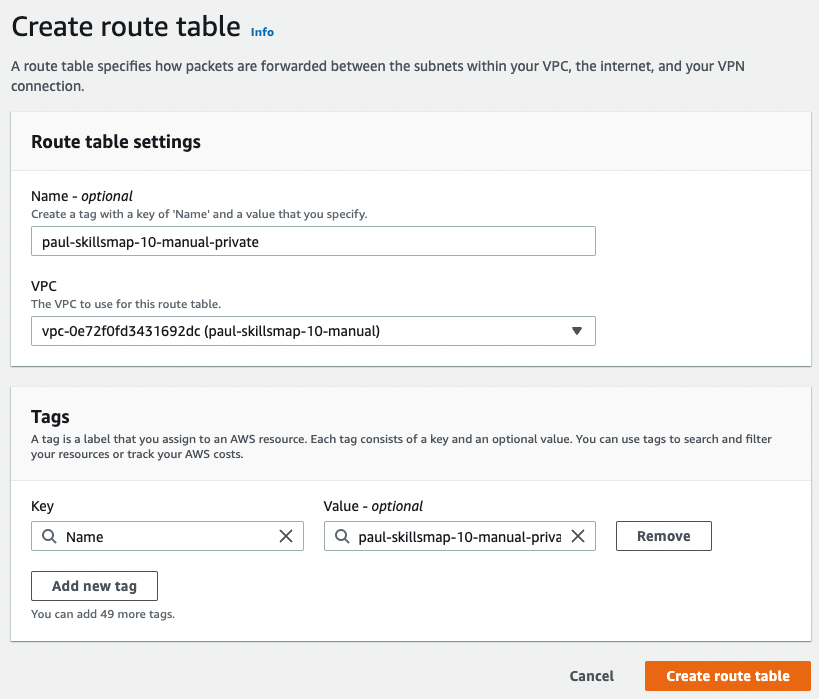 Create route table Info
A route table specifies how packets are forwarded between the subnets within your VPC, the internet, and your VPN
connection.
Route table settings
Name - optional
Create a tag with a key of 'Name' and a value that you specify.
paul-skillsmap-10-manual-private
VPC
The VPC to use for this route table.
vpc-0e72f0fd3431692dc (paul-skillsmap-10-manual)
Tags
A tag is a label that you assign to an AWS resource. Each tag consists of a key and an optional value. You can use tags to search and filter
your resources or track your AWS costs.
Key Value - optional
Name paul-skillsmap-10-manual-priva Remove
Add new tag
You can add 49 more tags.
Cancel Create route table